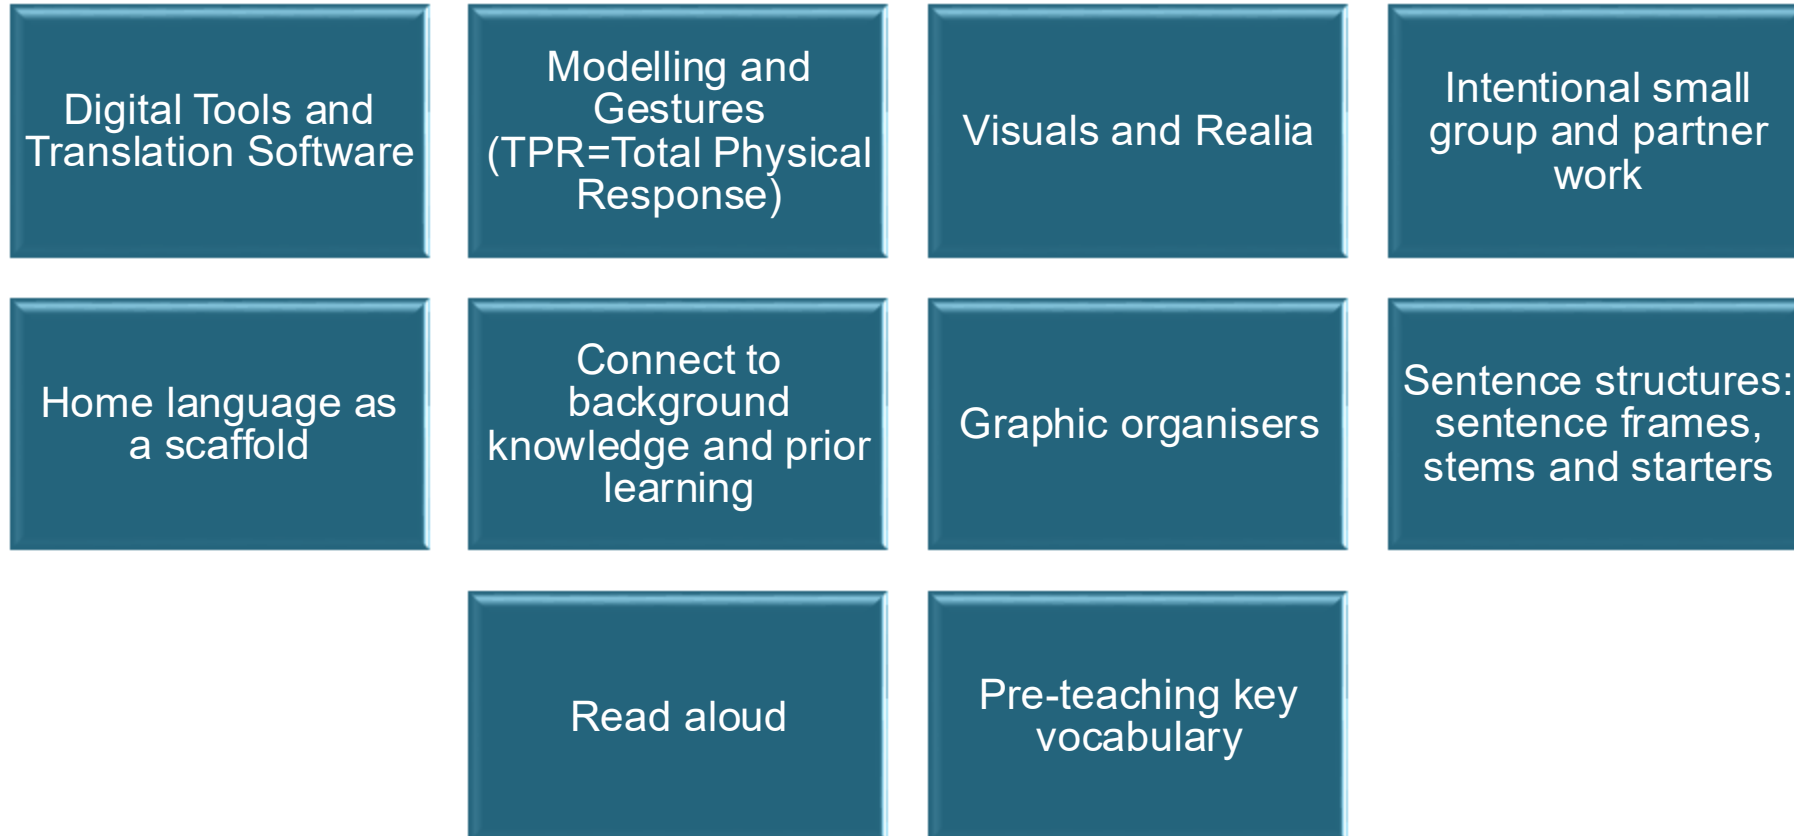 Digital Tools and
Translation Software
Modelling and
Gestures
(TPR=Total Physical
Response)
Visuals and Realia
Intentional small
group and partner
work
Home language as
a scaffold
Connect to
background
knowledge and prior
learning
Graphic organisers
Sentence structures:
sentence frames,
stems and starters
Read aloud
Pre-teaching key
vocabulary